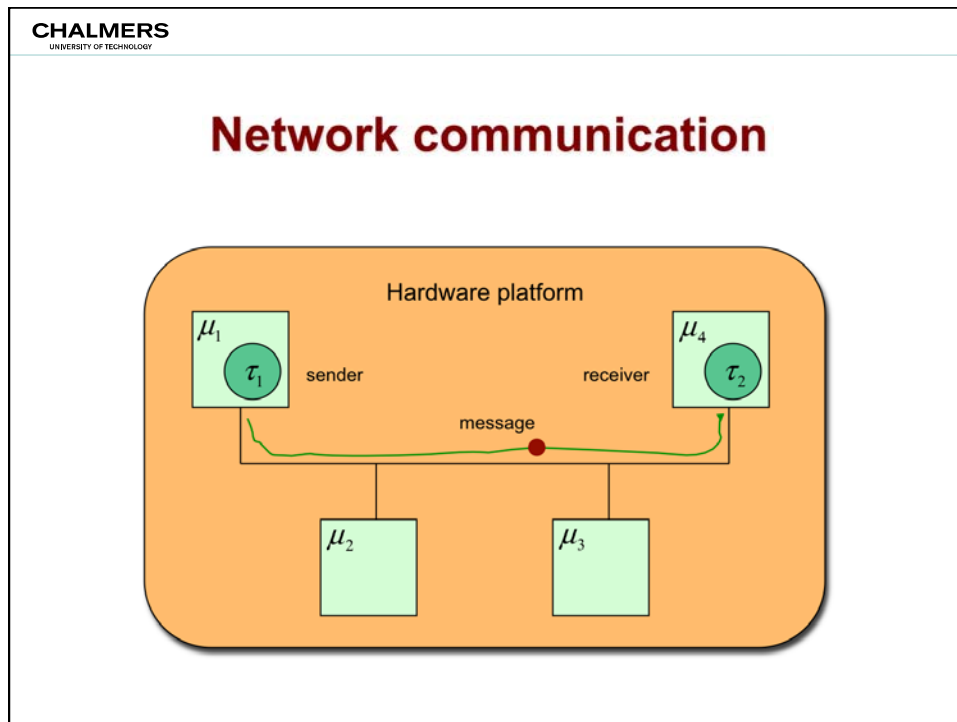 CHALMERS
UNIVERSITY OF TECHNOLOGY
Network communication
Hardware platform
μ₁
μ₄
τ₁
sender
receiver
τ₂
message
μ₂
μ₃